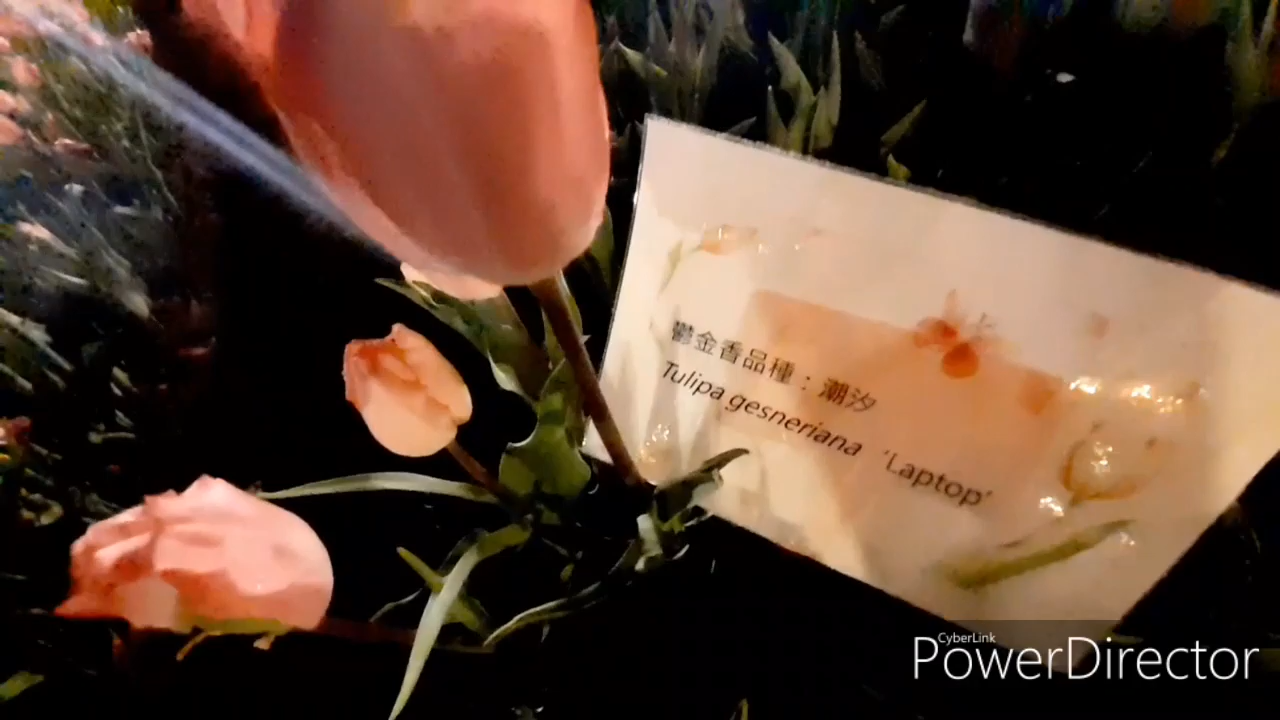 鬱金香品種：潮汐
Tulipa gesneriana 'Laptop'
CyberLink
PowerDirector